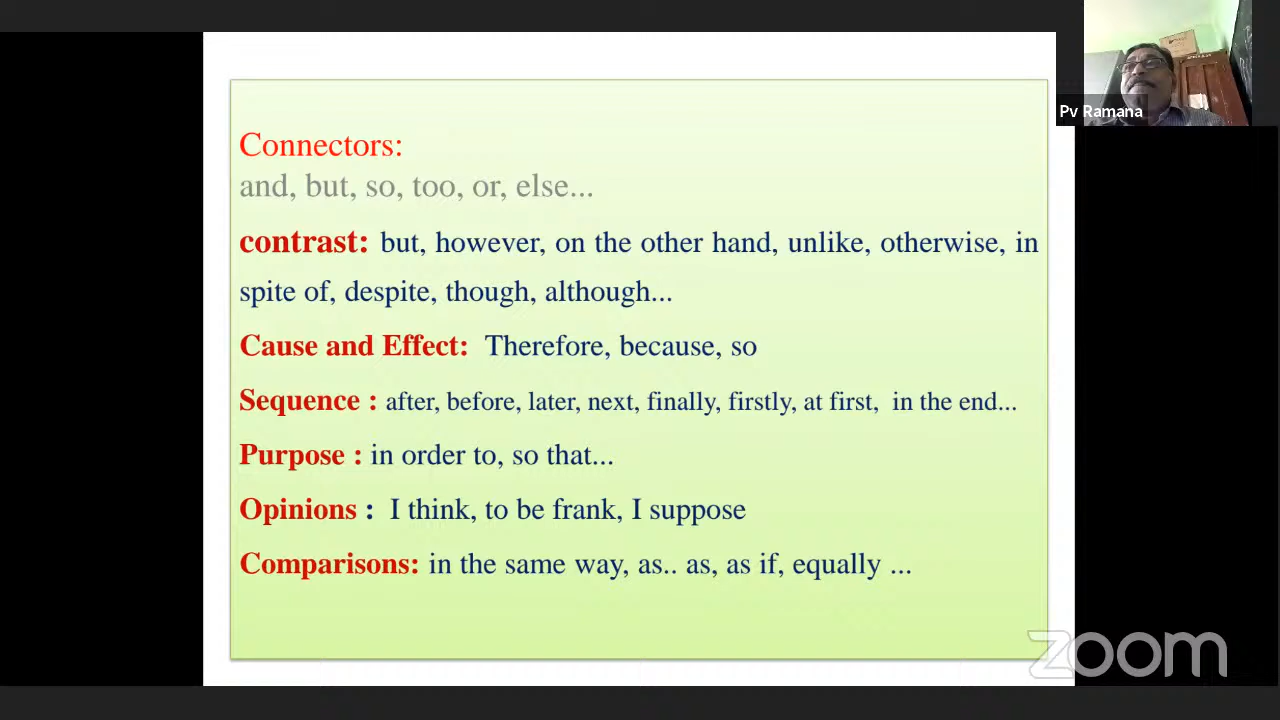 Pv Ramana
Connectors:
and, but, so, too, or, else...
contrast: but, however, on the other hand, unlike, otherwise, in
spite of, despite, though, although...
Cause and Effect: Therefore, because, so
Sequence : after, before, later, next, finally, firstly, at first, in the end...
Purpose : in order to, so that...
Opinions : I think, to be frank, I suppose
Comparisons: in the same way, as.. as, as if, equally ...
zoom